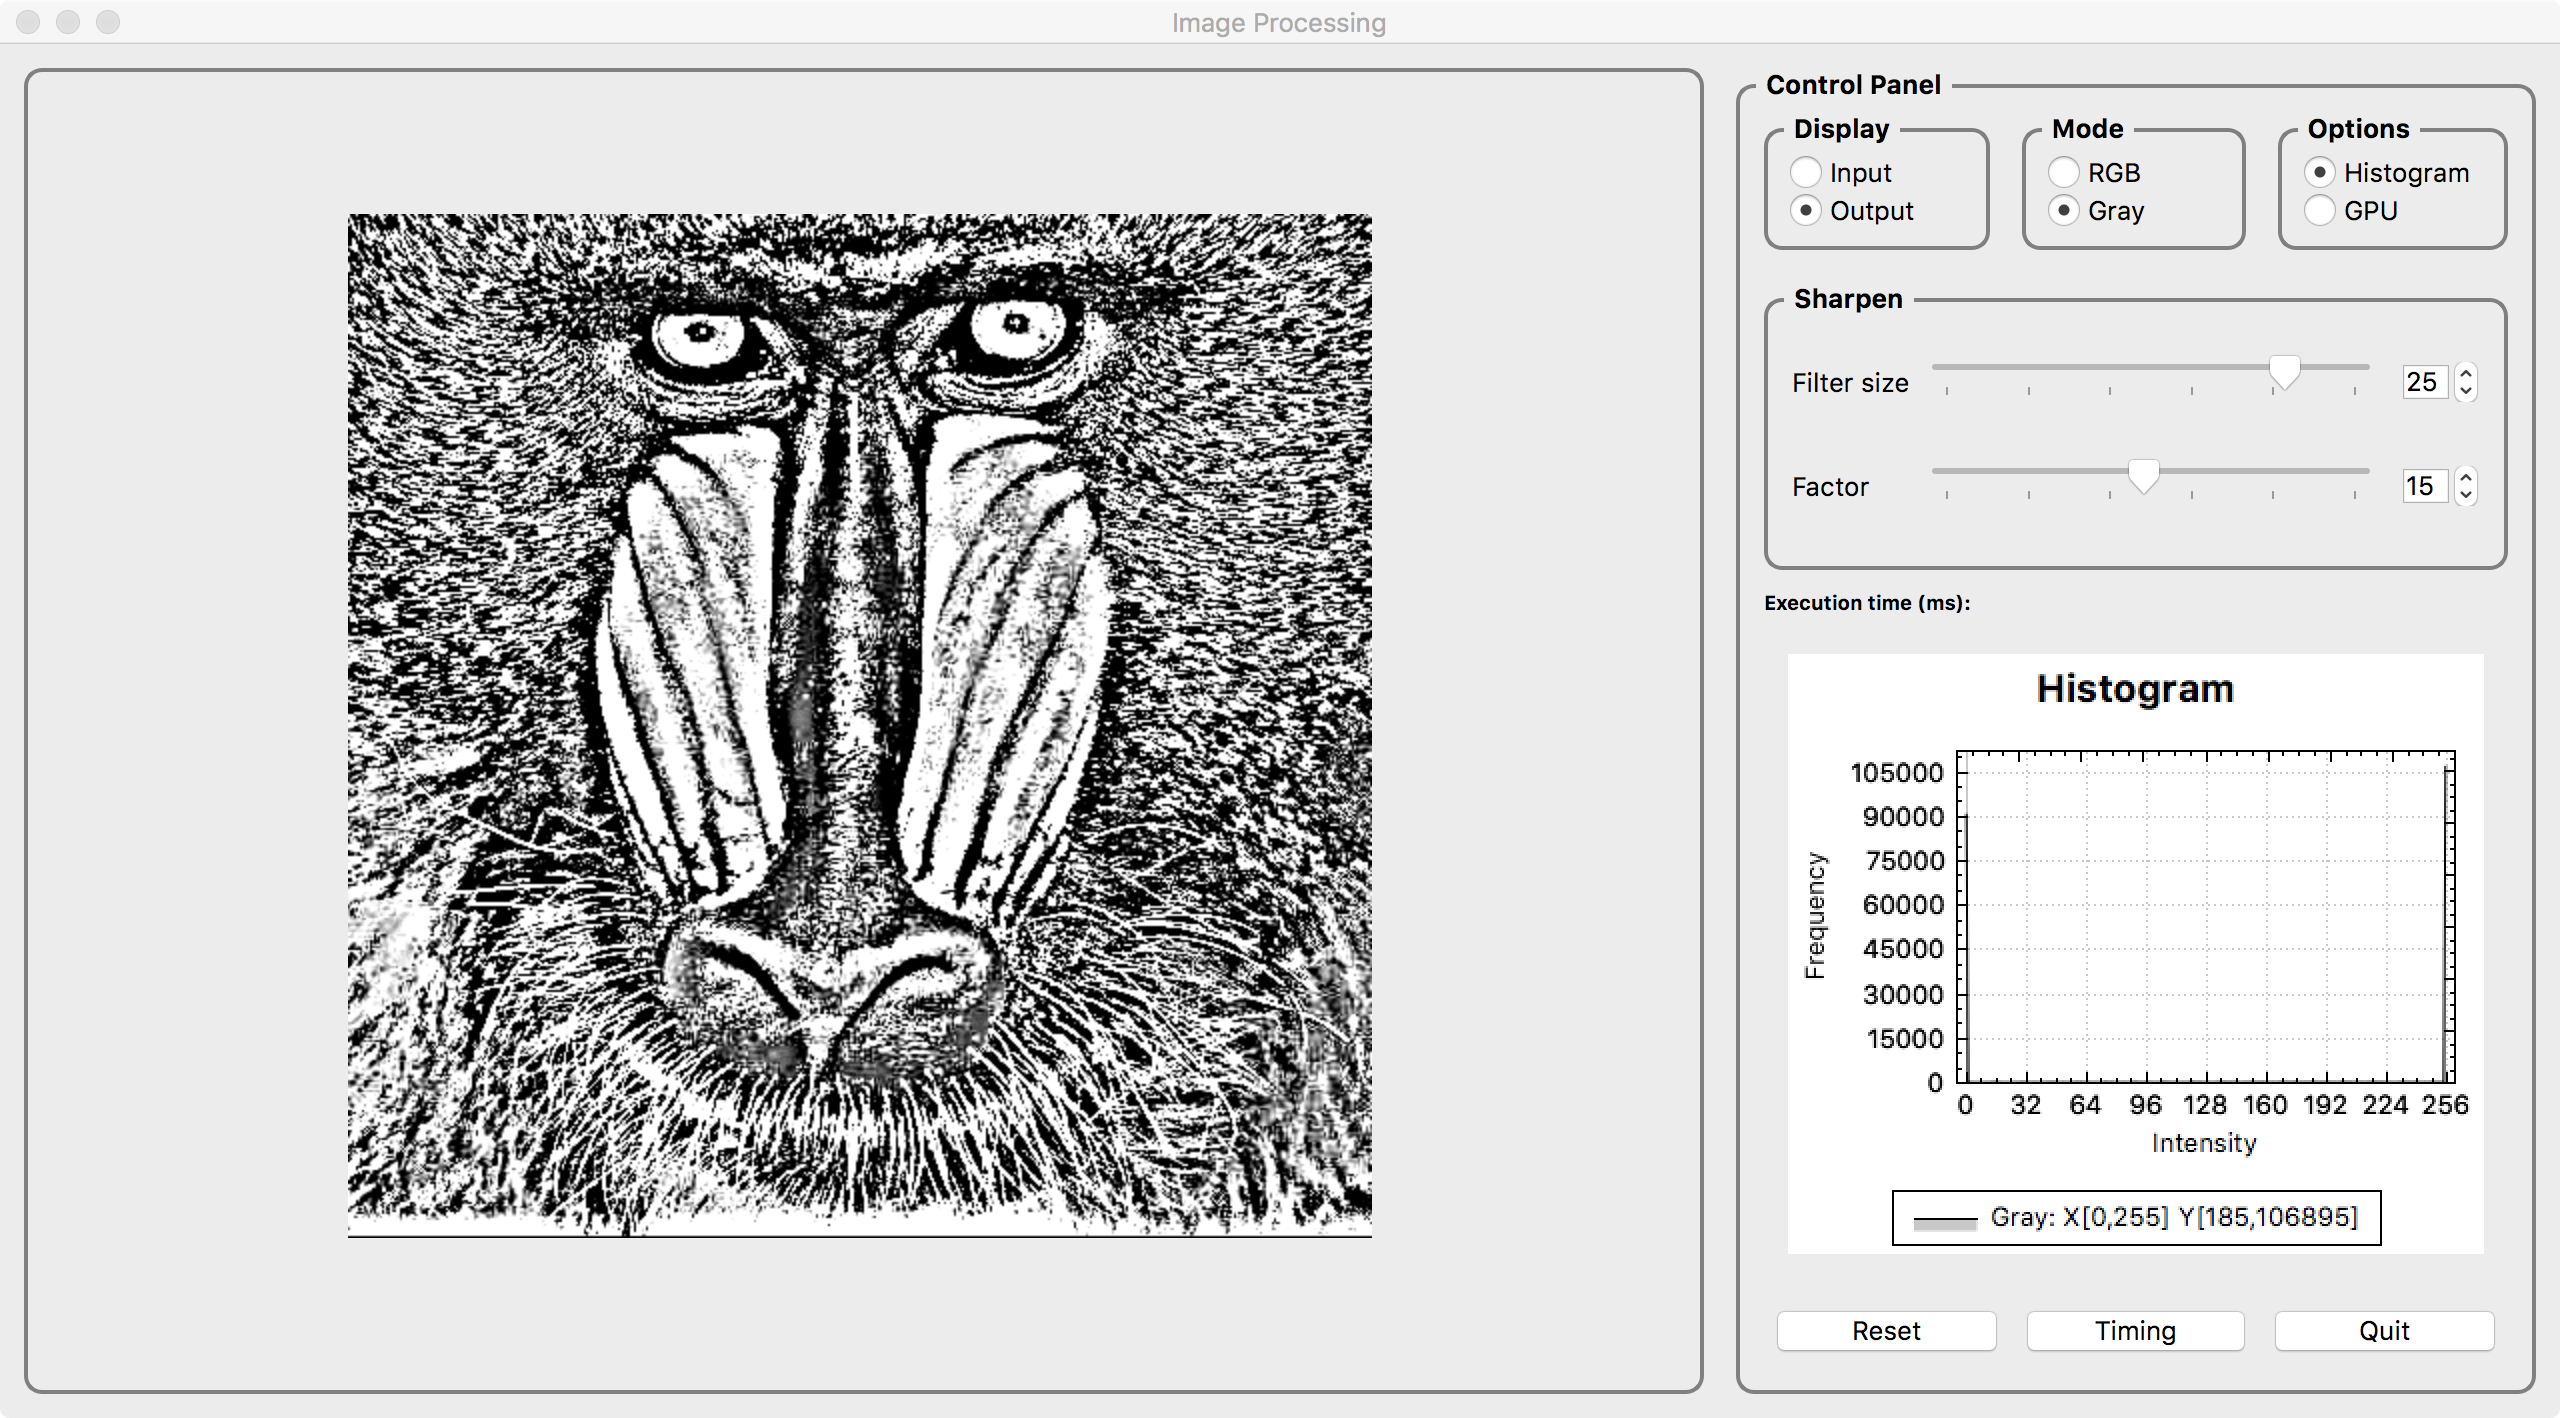 Image Processing
Control Panel
Display
Mode
Options
Input
RGB
Histogram
Output
Gray
GPU
Sharpen
Filter size
25
Factor
15
Execution time (ms):
Histogram
105000
90000
75000
60000
45000
30000
15000
0
Frequency
0 32 64 96 128 160 192 224 256
Intensity
Gray: X[0,255] Y[185,106895]
Reset
Timing
Quit